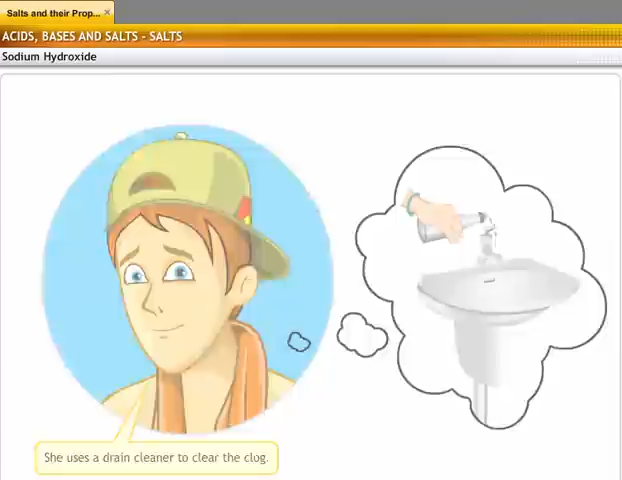 Salts and their Prop...
ACIDS, BASES AND SALTS - SALTS
Sodium Hydroxide
She uses a drain cleaner to clear the clog.